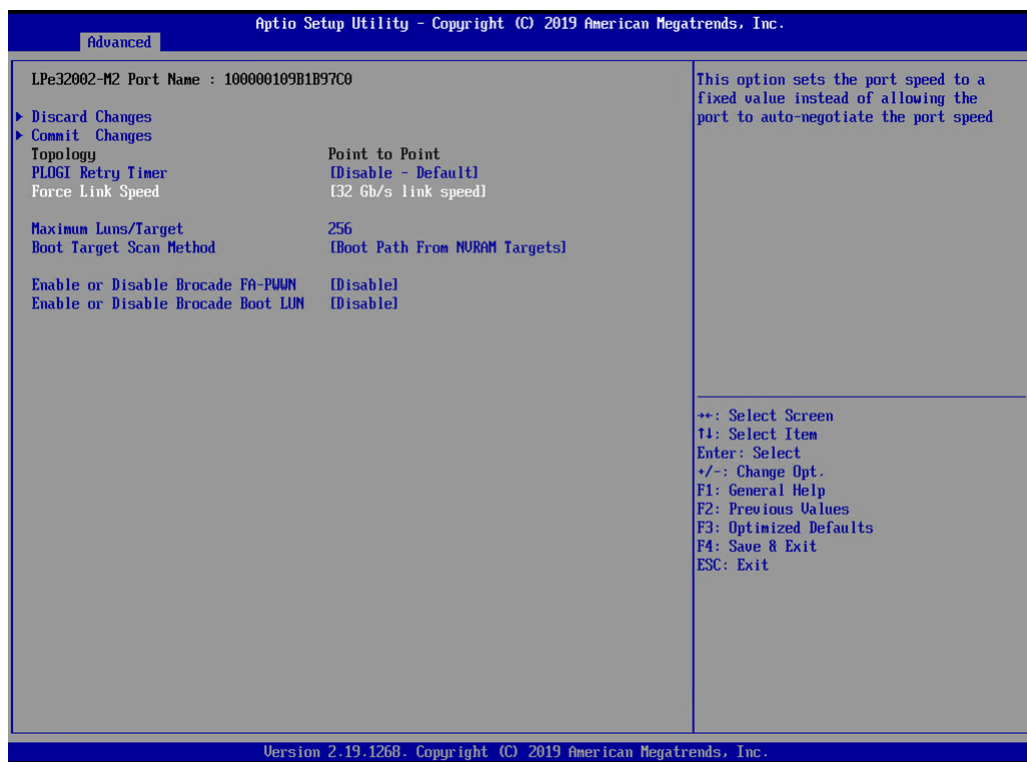 Aptio Setup Utility - Copyright (C) 2019 American Megatrends, Inc.
Advanced
LPe32002-M2 Port Name : 100000109B1B97C0
Discard Changes
Commit Changes
Topology Point to Point
PLOGI Retry Timer [Disable - Default]
Force Link Speed [32 Gb/s link speed]
Maximum Luns/Target 256
Boot Target Scan Method [Boot Path From NVRAM Targets]
Enable or Disable Brocade FA-PWWN [Disable]
Enable or Disable Brocade Boot LUN [Disable]
This option sets the port speed to a
fixed value instead of allowing the
port to auto-negotiate the port speed
→←: Select Screen
↑↓: Select Item
Enter: Select
+/-: Change Opt.
F1: General Help
F2: Previous Values
F3: Optimized Defaults
F4: Save & Exit
ESC: Exit
Version 2.19.1268. Copyright (C) 2019 American Megatrends, Inc.